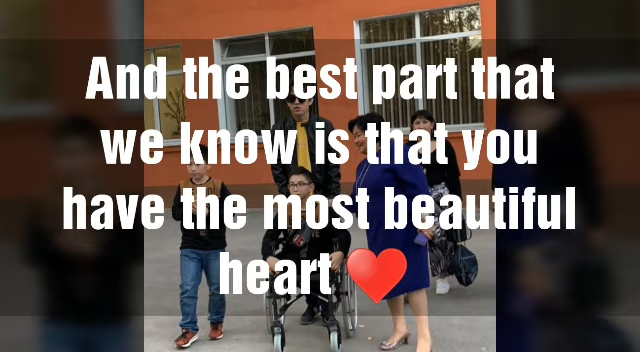 And the best part that
we know is that you
have the most beautiful
heart ❤️